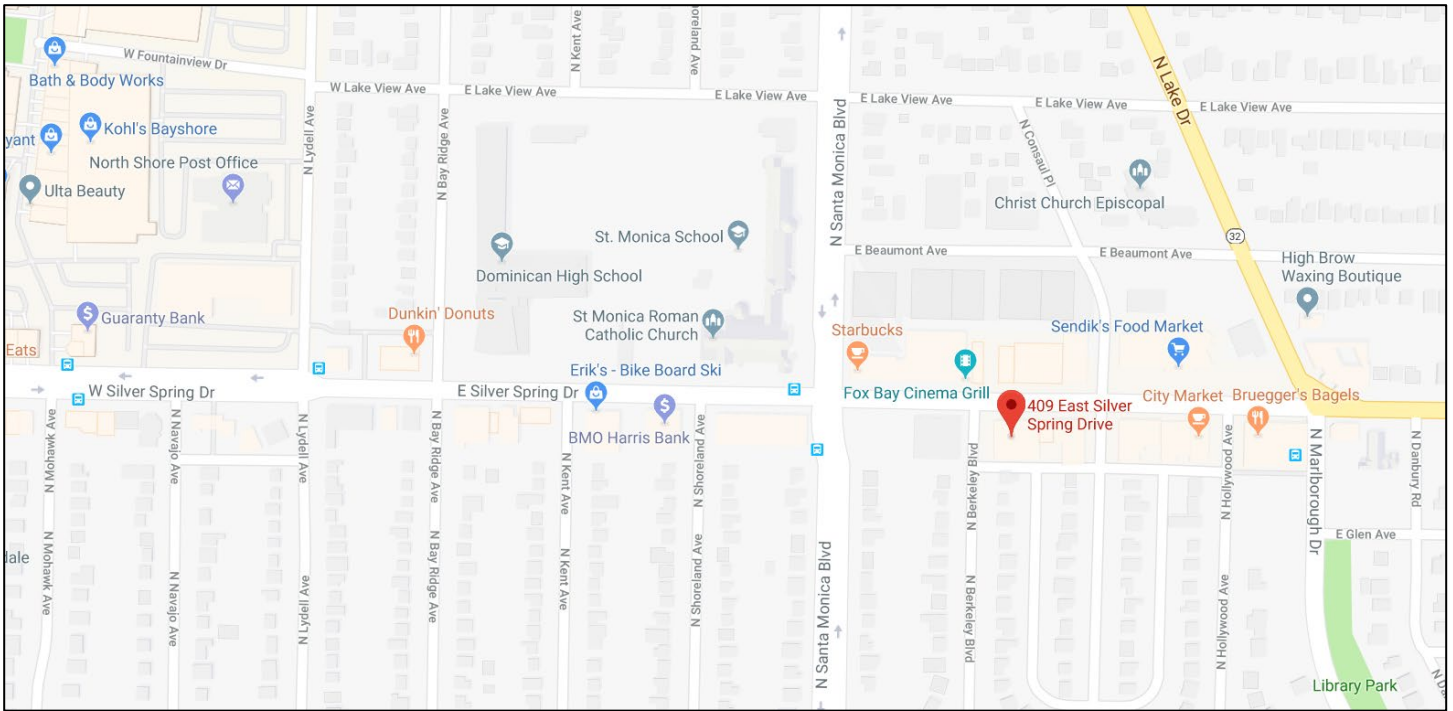 W Fountainview Dr
Bath & Body Works
N Kent Ave
oreland Ave
N Lake Dr
W Lake View Ave
E Lake View Ave
E Lake View Ave
E Lake View Ave
E Lake View Ave
E Lake View Ave
yant
Kohl's Bayshore
North Shore Post Office
Ulta Beauty
N Lydell Ave
N Bay Ridge Ave
N Santa Monica Blvd
N Consaul Pl
Christ Church Episcopal
St. Monica School
Dominican High School
32
E Beaumont Ave
E Beaumont Ave
High Brow
Waxing Boutique
Guaranty Bank
Dunkin' Donuts
St Monica Roman
Catholic Church
Starbucks
Sendik's Food Market
Eats
Erik's - Bike Board Ski
W Silver Spring Dr
E Silver Spring Dr
Fox Bay Cinema Grill
City Market
Bruegger's Bagels
409 East Silver
Spring Drive
BMO Harris Bank
N Mohawk Ave
N Navajo Ave
N Lydell Ave
N Bay Ridge Ave
N Kent Ave
N Shoreland Ave
N Berkeley Blvd
N Hollywood Ave
N Marlborough Dr
N Danbury Rd
E Glen Ave
dale
N Mohawk Ave
N Navajo Ave
N Lydell Ave
N Bay Ridge Ave
N Kent Ave
N Shoreland Ave
N Santa Monica Blvd
N Berkeley Blvd
N Hollywood Ave
Library Park